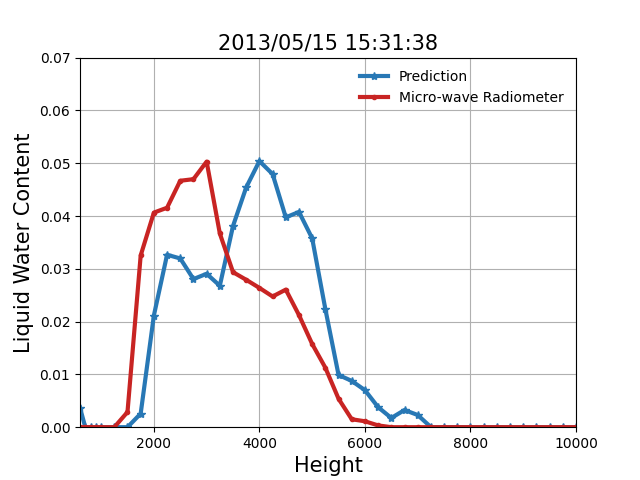 2013/05/15 15:31:38
0.07
0.06
0.05
0.04
0.03
0.02
0.01
0.00
Liquid Water Content
Prediction
Micro-wave Radiometer
2000 4000 6000 8000 10000
Height